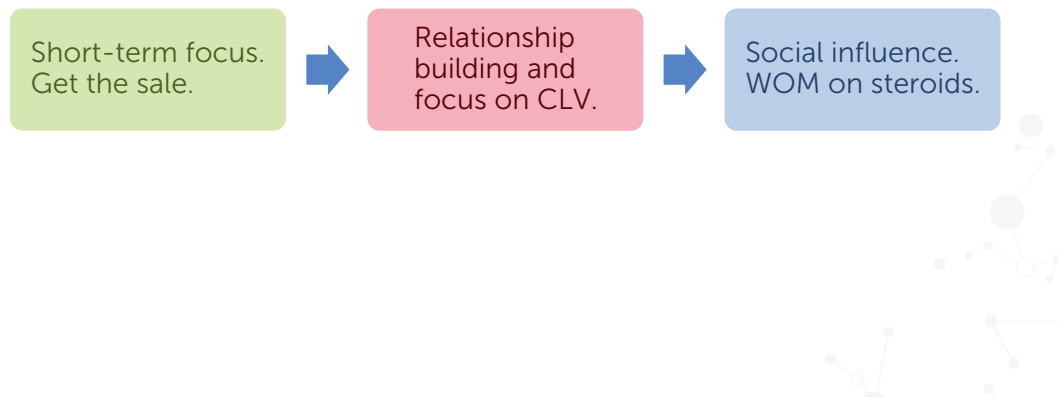 Short-term focus.
Get the sale.
Relationship
building and
focus on CLV.
Social influence.
WOM on steroids.